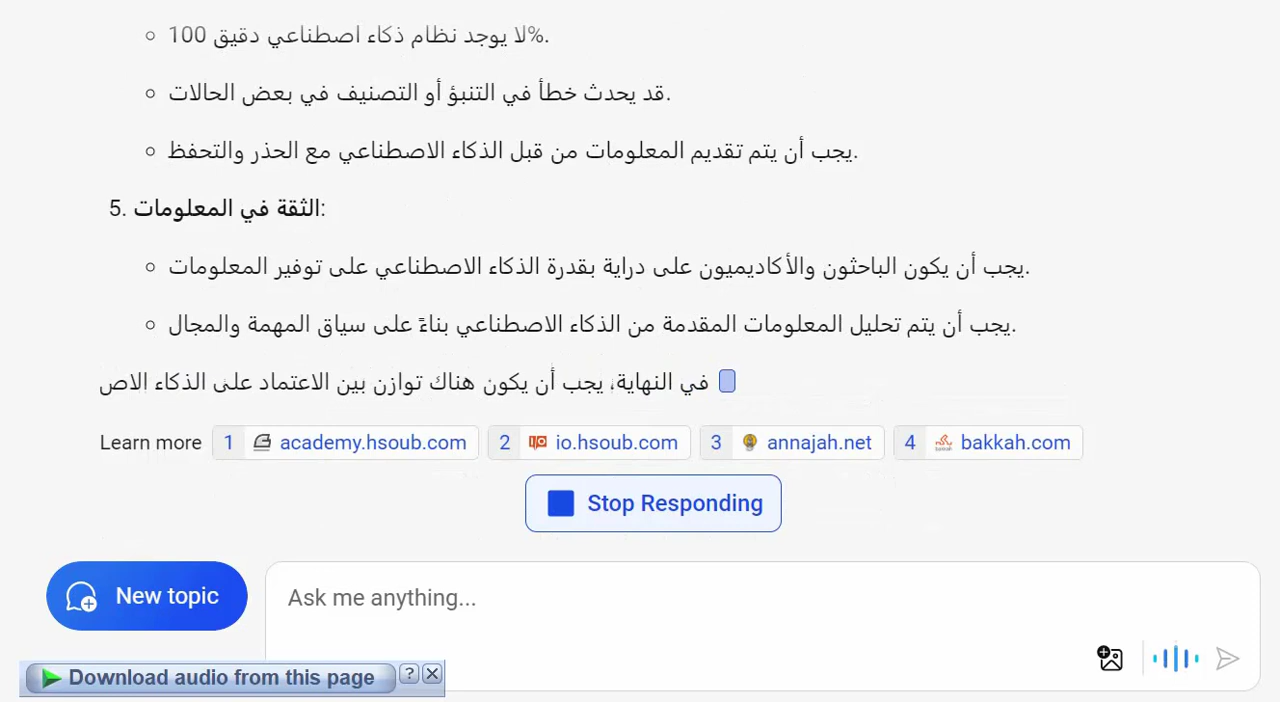 لا يوجد نظام ذكاء اصطناعي دقيق 100%.
قد يحدث خطأ في التنبؤ أو التصنيف في بعض الحالات.
يجب أن يتم تقديم المعلومات من قبل الذكاء الاصطناعي مع الحذر والتحفظ.
5. الثقة في المعلومات:
يجب أن يكون الباحثون والأكاديميون على دراية بقدرة الذكاء الاصطناعي على توفير المعلومات.
يجب أن يتم تحليل المعلومات المقدمة من الذكاء الاصطناعي بناءً على سياق المهمة والمجال.
في النهاية، يجب أن يكون هناك توازن بين الاعتماد على الذكاء الاص
Learn more 1 academy.hsoub.com 2 io.hsoub.com 3 annajah.net 4 bakkah.com
Stop Responding
New topic
Ask me anything...
Download audio from this page ? X